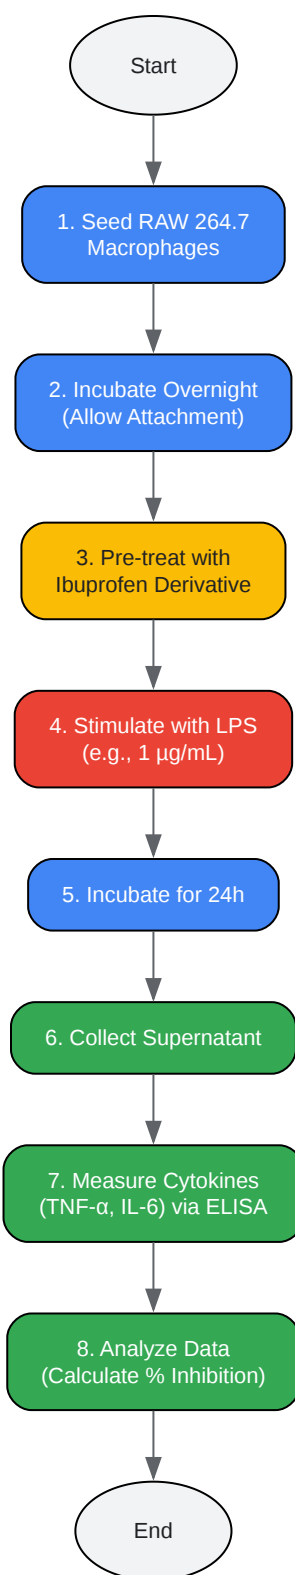 Start
1. Seed RAW 264.7
Macrophages
2. Incubate Overnight
(Allow Attachment)
3. Pre-treat with
Ibuprofen Derivative
4. Stimulate with LPS
(e.g., 1 µg/mL)
5. Incubate for 24h
6. Collect Supernatant
7. Measure Cytokines
(TNF-α, IL-6) via ELISA
8. Analyze Data
(Calculate % Inhibition)
End